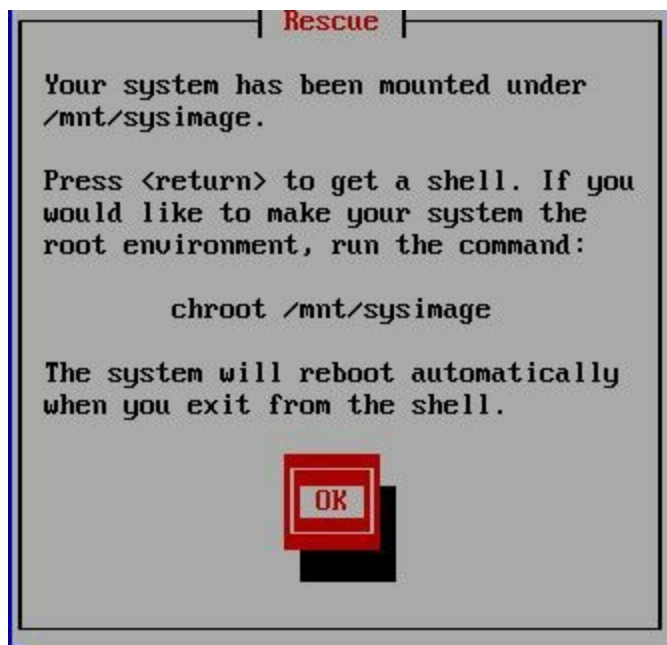 Rescue
Your system has been mounted under
/mnt/sysimage.
Press <return> to get a shell. If you
would like to make your system the
root environment, run the command:
chroot /mnt/sysimage
The system will reboot automatically
when you exit from the shell.
OK